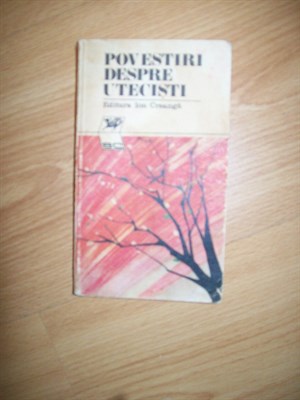 POVESTIRI
DESPRE
UTECISTI
Editura Ion Creangă